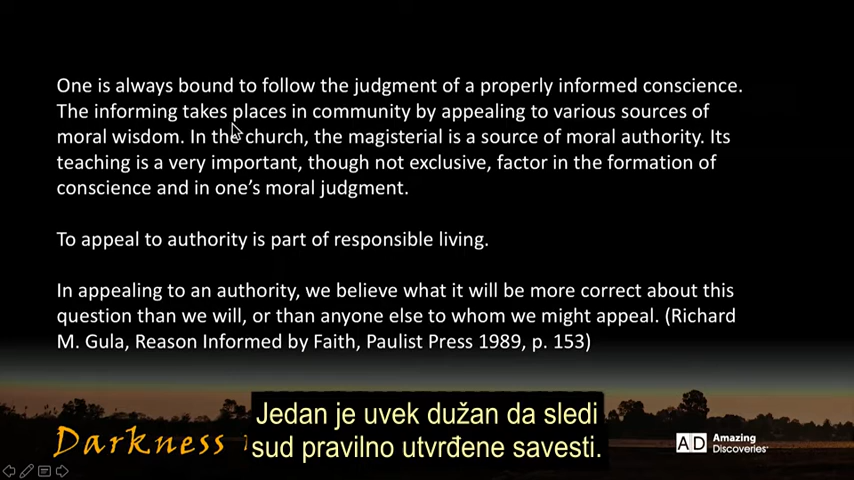 One is always bound to follow the judgment of a properly informed conscience.
The informing takes places in community by appealing to various sources of
moral wisdom. In the church, the magisterial is a source of moral authority. Its
teaching is a very important, though not exclusive, factor in the formation of
conscience and in one's moral judgment.
To appeal to authority is part of responsible living.
In appealing to an authority, we believe what it will be more correct about this
question than we will, or than anyone else to whom we might appeal. (Richard
M. Gula, Reason Informed by Faith, Paulist Press 1989, p. 153)
Jedan je uvek dužan da sledi
sud pravilno utvrđene savesti.
Darkness
AD Amazing
Discoveries